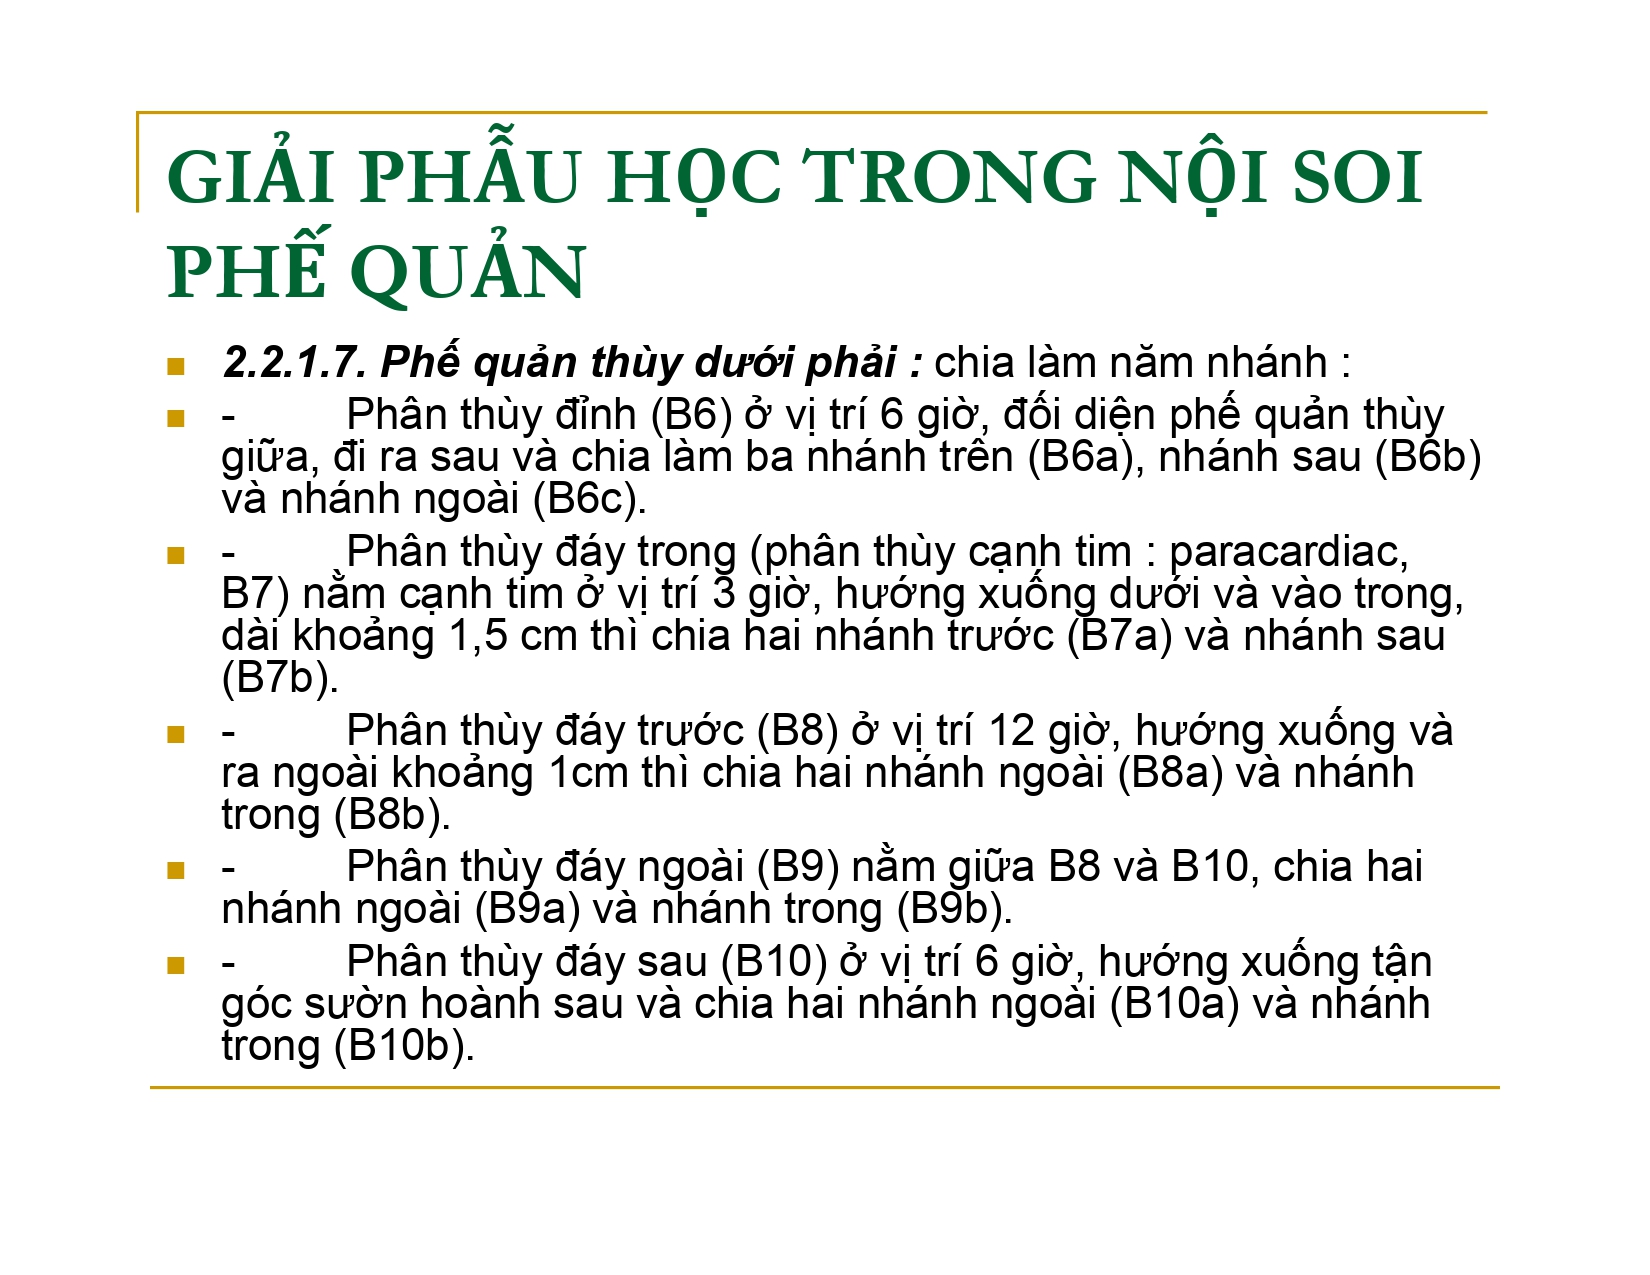 GIẢI PHẪU HỌC TRONG NỘI SOI
PHẾ QUẢN
2.2.1.7. Phế quản thùy dưới phải : chia làm năm nhánh :
- Phân thùy đỉnh (B6) ở vị trí 6 giờ, đối diện phế quản thùy
giữa, đi ra sau và chia làm ba nhánh trên (B6a), nhánh sau (B6b)
và nhánh ngoài (B6c).
- Phân thùy đáy trong (phân thùy cạnh tim : paracardiac,
B7) nằm cạnh tim ở vị trí 3 giờ, hướng xuống dưới và vào trong,
dài khoảng 1,5 cm thì chia hai nhánh trước (B7a) và nhánh sau
(B7b).
- Phân thùy đáy trước (B8) ở vị trí 12 giờ, hướng xuống và
ra ngoài khoảng 1cm thì chia hai nhánh ngoài (B8a) và nhánh
trong (B8b).
- Phân thùy đáy ngoài (B9) nằm giữa B8 và B10, chia hai
nhánh ngoài (B9a) và nhánh trong (B9b).
- Phân thùy đáy sau (B10) ở vị trí 6 giờ, hướng xuống tận
góc sườn hoành sau và chia hai nhánh ngoài (B10a) và nhánh
trong (B10b).